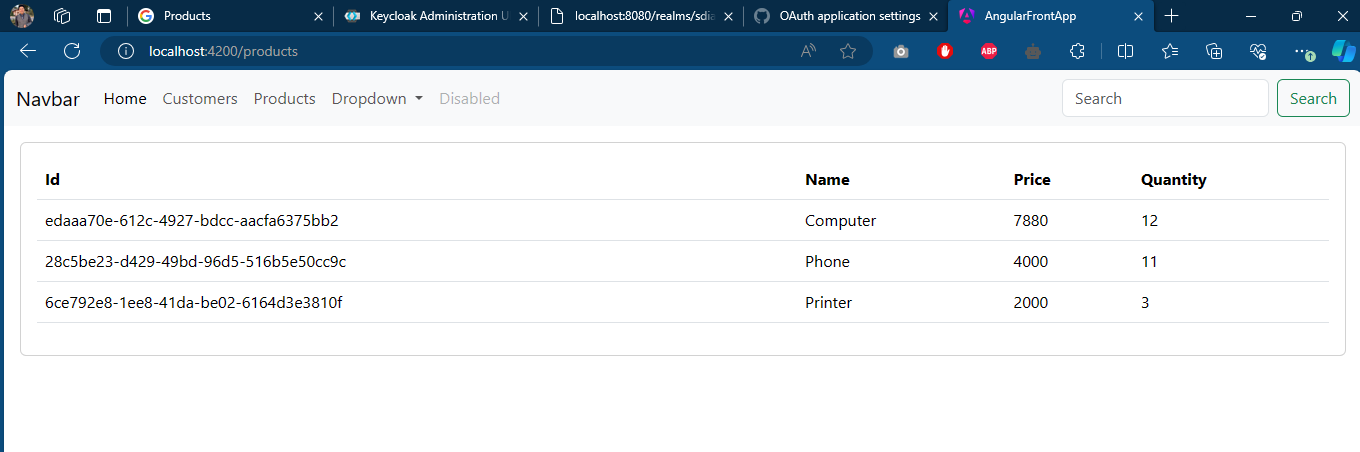 Products
Keycloak Administration U
localhost:8080/realms/sdia
OAuth application settings
AngularFrontApp
localhost:4200/products
A
ABP
Navbar Home Customers Products Dropdown Disabled
Search
Search
Id Name Price Quantity
edaaa70e-612c-4927-bdcc-aacfa6375bb2 Computer 7880 12
28c5be23-d429-49bd-96d5-516b5e50cc9c Phone 4000 11
6ce792e8-1ee8-41da-be02-6164d3e3810f Printer 2000 3